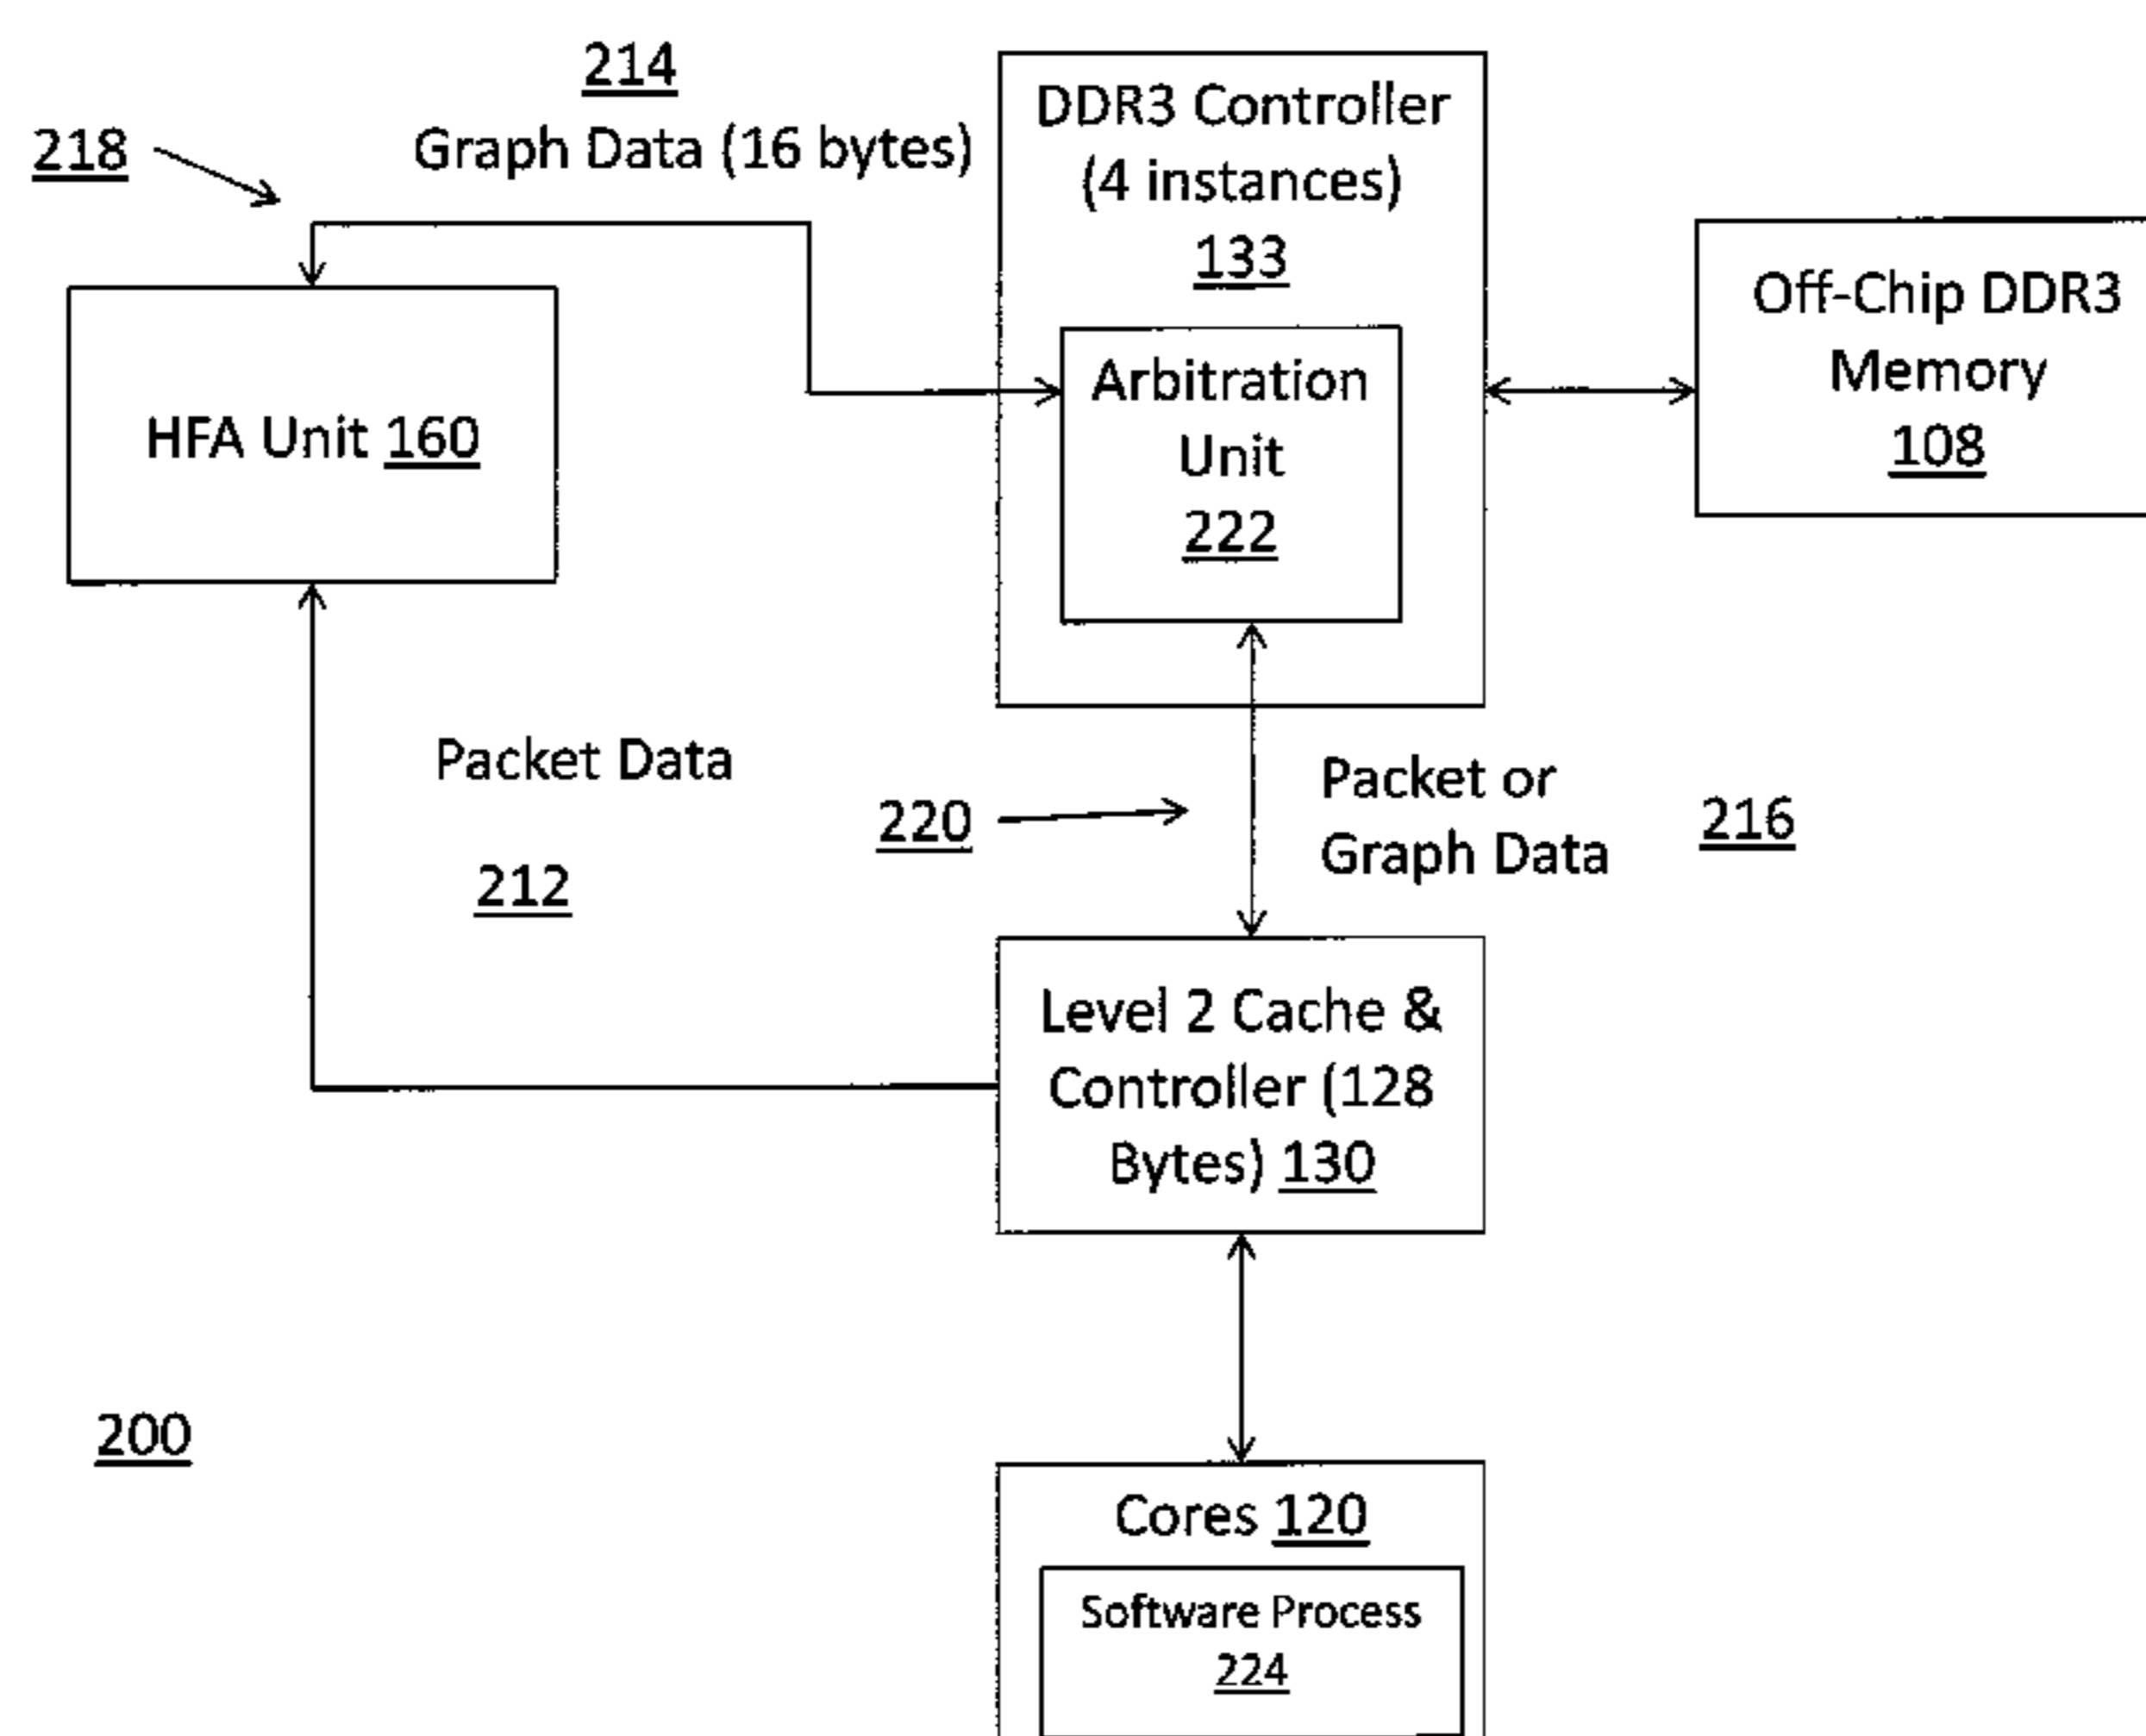 214
Graph Data (16 bytes)
218
DDR3 Controller
(4 instances)
133
Off-Chip DDR3
Memory
108
Arbitration
Unit
222
HFA Unit 160
Packet Data
212
220
Packet or
Graph Data
216
Level 2 Cache &
Controller (128
Bytes) 130
200
Cores 120
Software Process
224